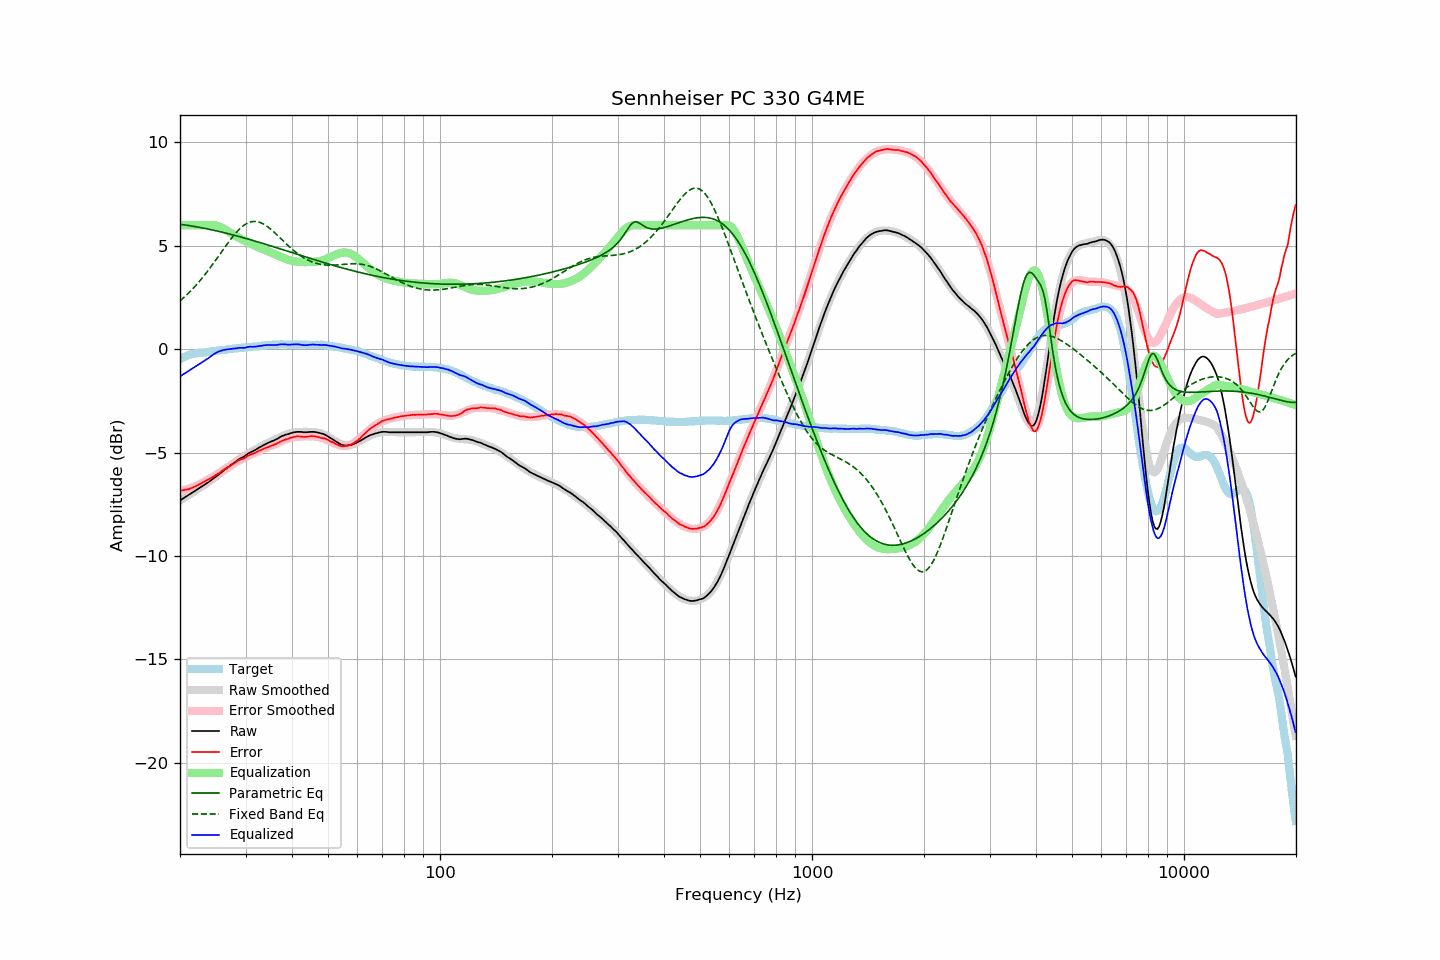 Sennheiser PC 330 G4ME
10
5
0
−5
−10
−15
−20
Amplitude (dBr)
Target
Raw Smoothed
Error Smoothed
Raw
Error
Equalization
Parametric Eq
Fixed Band Eq
Equalized
100
1000
10000
Frequency (Hz)